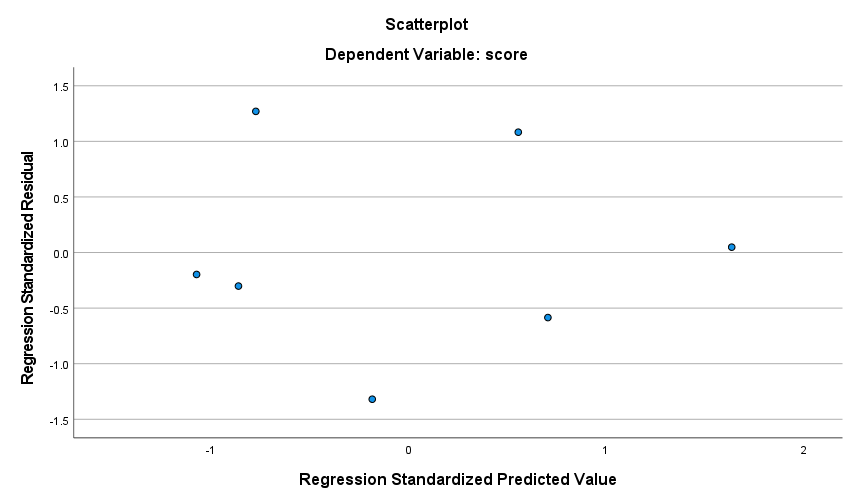 Scatterplot
Dependent Variable: score
Regression Standardized Residual
1.5
1.0
0.5
0.0
-0.5
-1.0
-1.5
-1 0 1 2
Regression Standardized Predicted Value